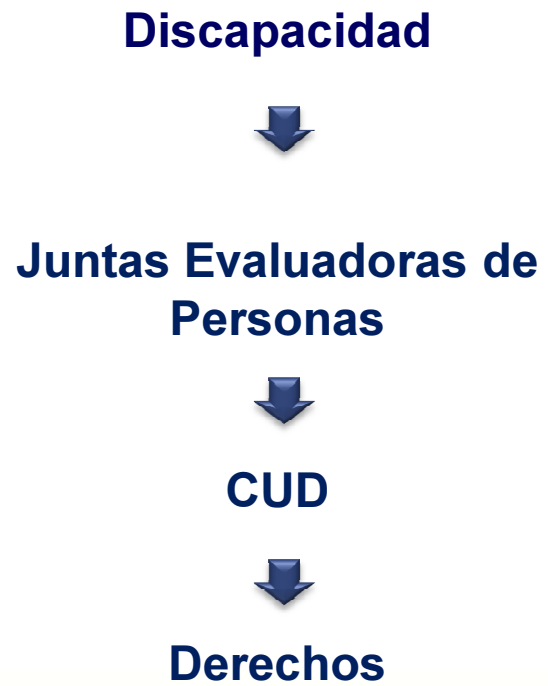 Discapacidad
Juntas Evaluadoras de
Personas
CUD
Derechos